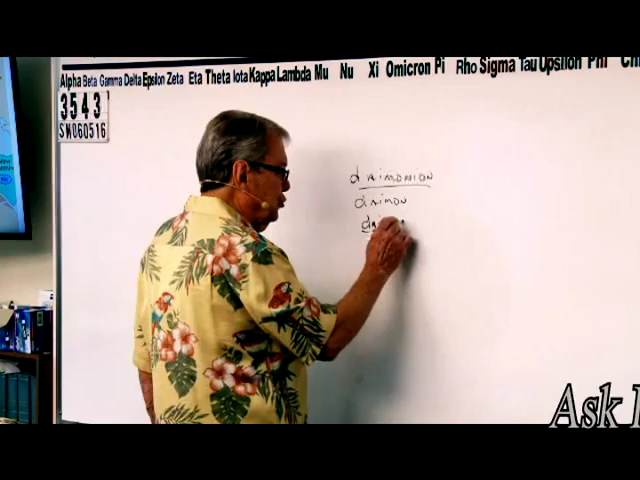 Alpha Beta Gamma Delta Epsilon Zeta Eta Theta Iota Kappa Lambda Mu Nu Xi Omicron Pi Rho Sigma Tau Upsilon Phi
3543
SW060516
daimonion
daimon
Ask